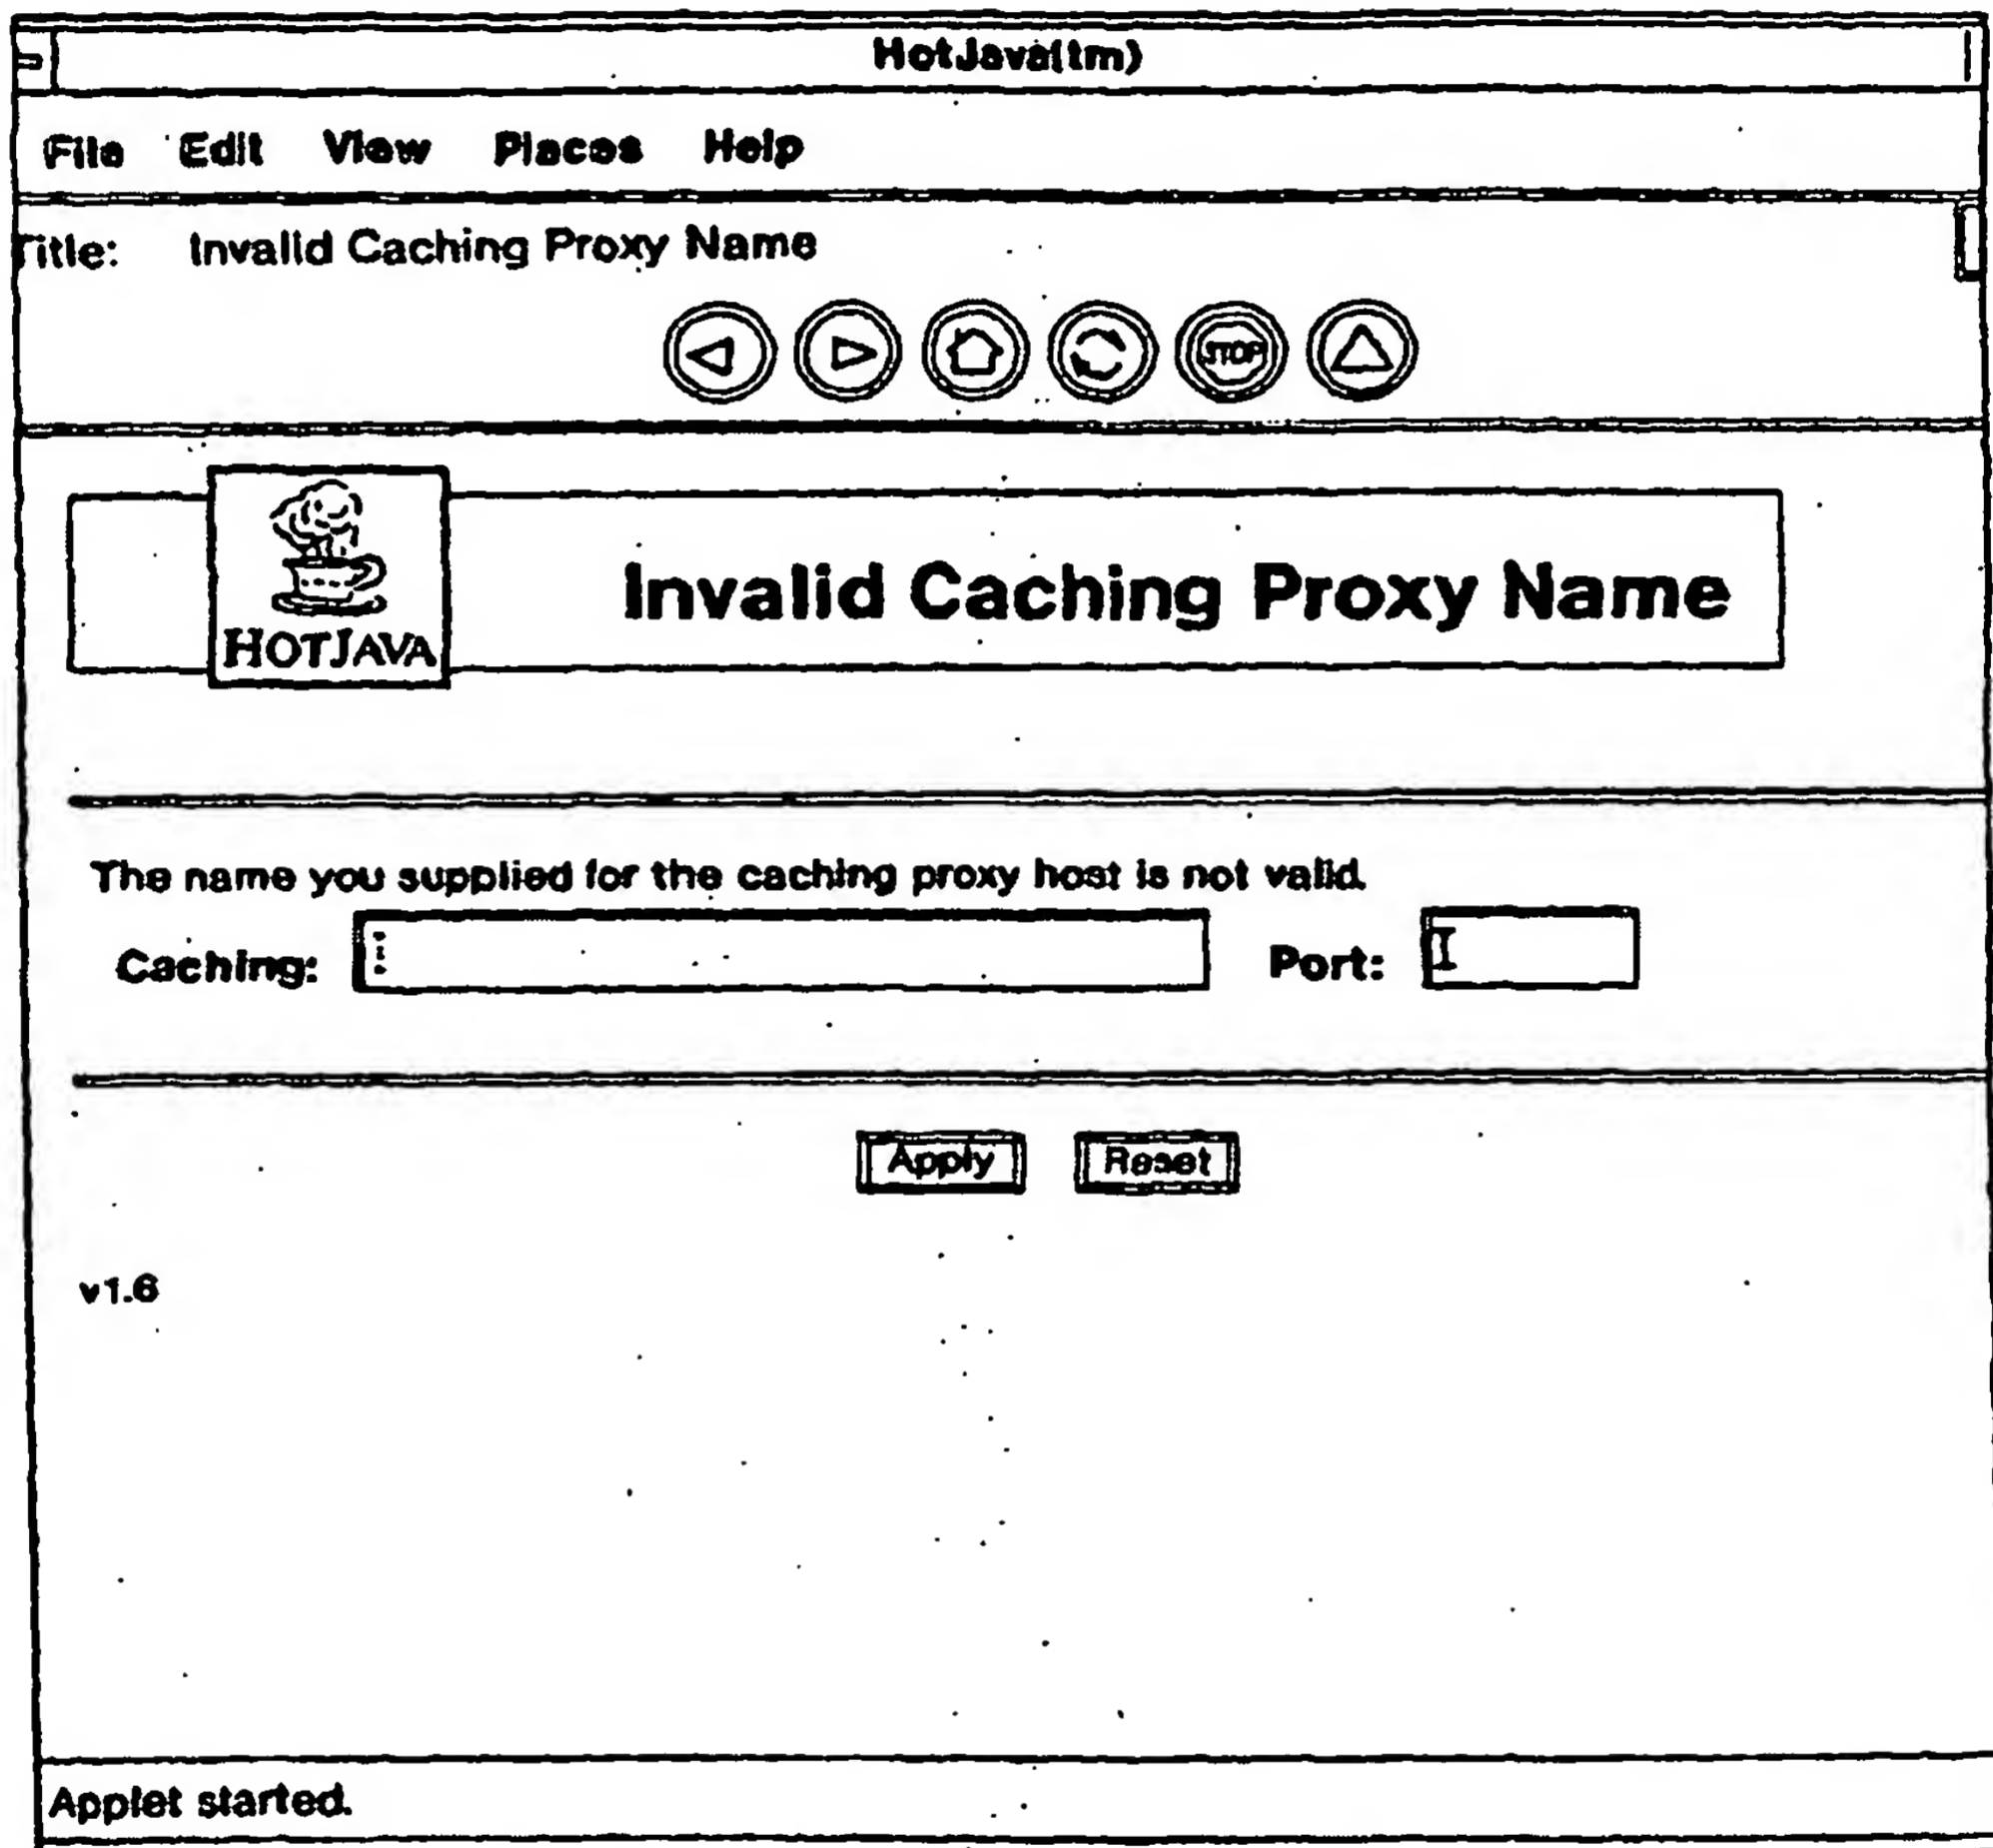 HotJava(tm)
File Edit View Places Help
Title: Invalid Caching Proxy Name
STOP
HOTJAVA
Invalid Caching Proxy Name
The name you supplied for the caching proxy host is not valid.
Caching: Port:
Apply Reset
v1.6
Applet started.